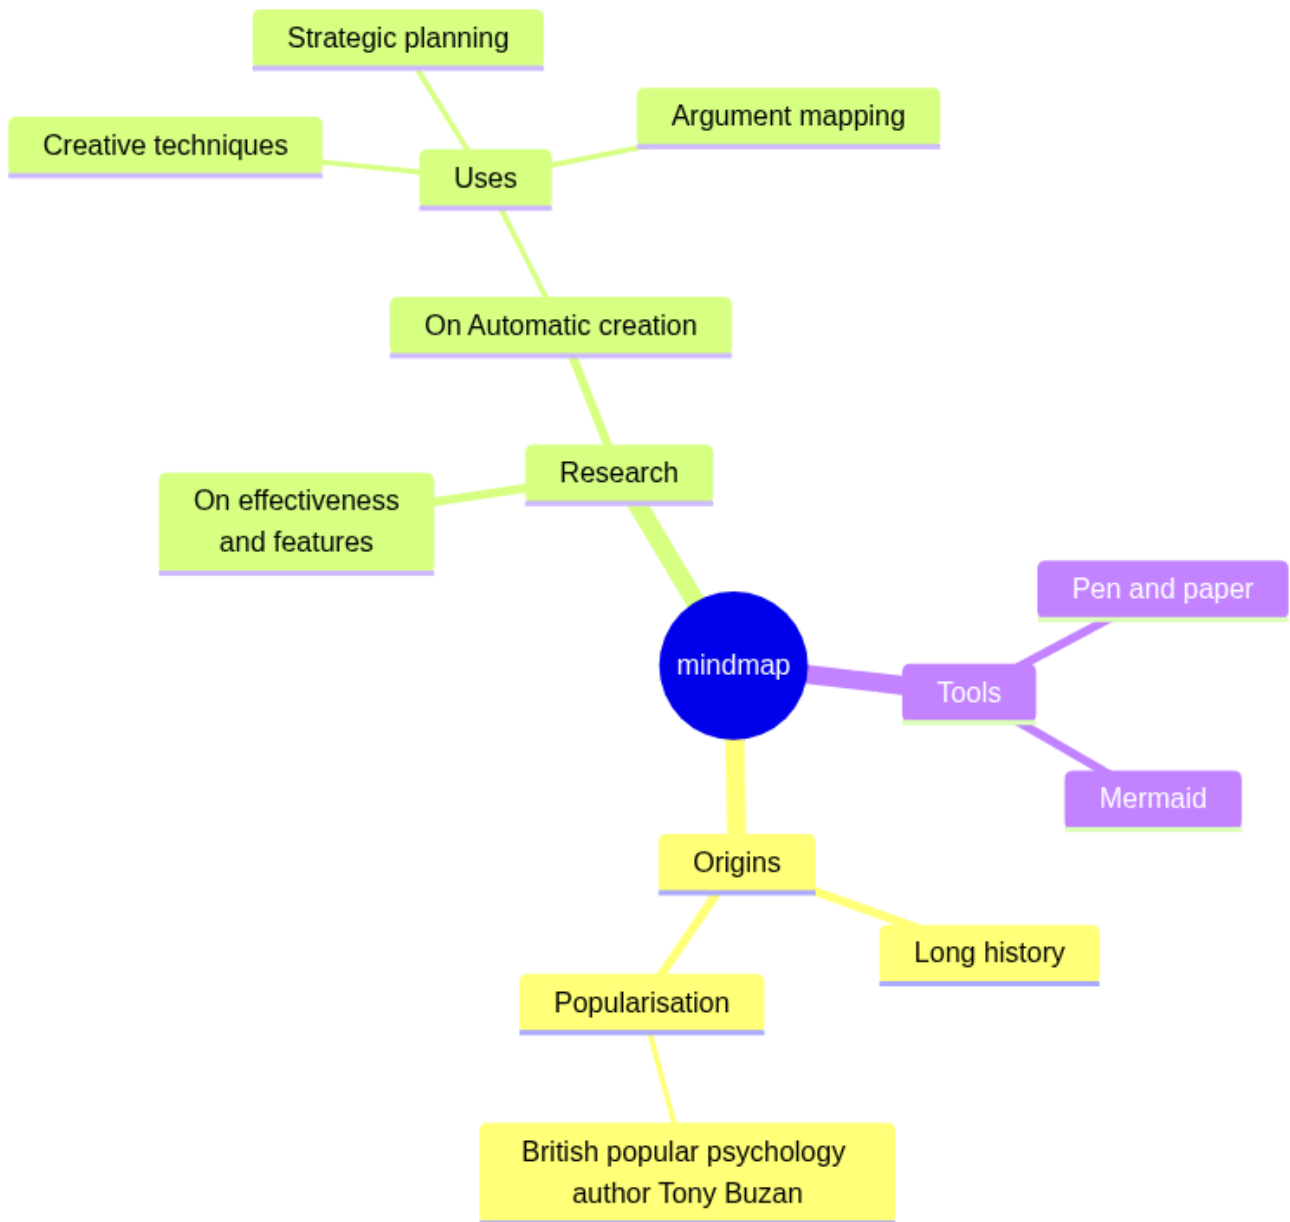 Strategic planning
Argument mapping
Creative techniques
Uses
On Automatic creation
Research
On effectiveness
and features
Pen and paper
mindmap
Tools
Mermaid
Origins
Long history
Popularisation
British popular psychology
author Tony Buzan